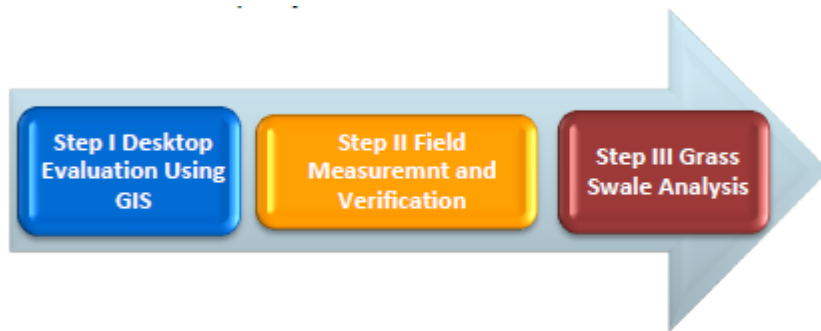 Step I Desktop
Evaluation Using
GIS
Step II Field
Measuremnt and
Verification
Step III Grass
Swale Analysis